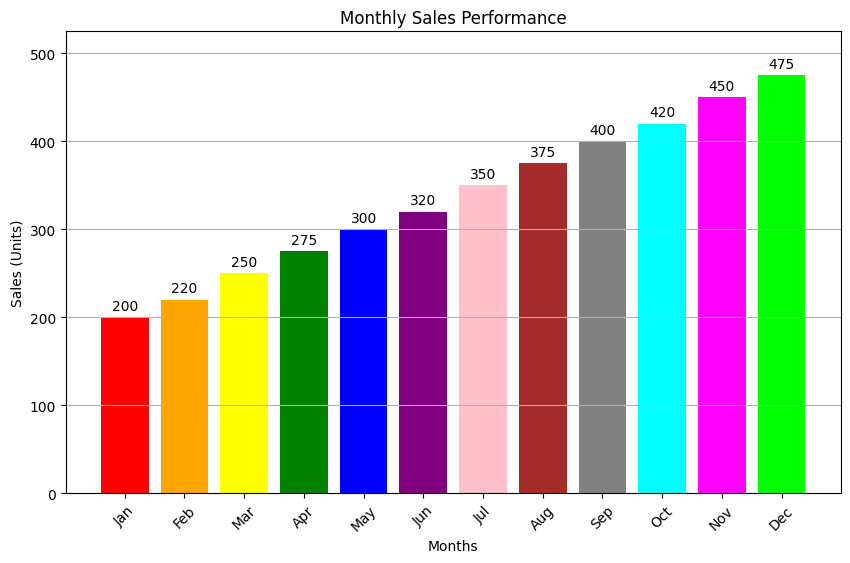 Monthly Sales Performance
500
400
300
200
100
0
Sales (Units)
200
220
250
275
300
320
350
375
400
420
450
475
Jan
Feb
Mar
Apr
May
Jun
Jul
Aug
Sep
Oct
Nov
Dec
Months